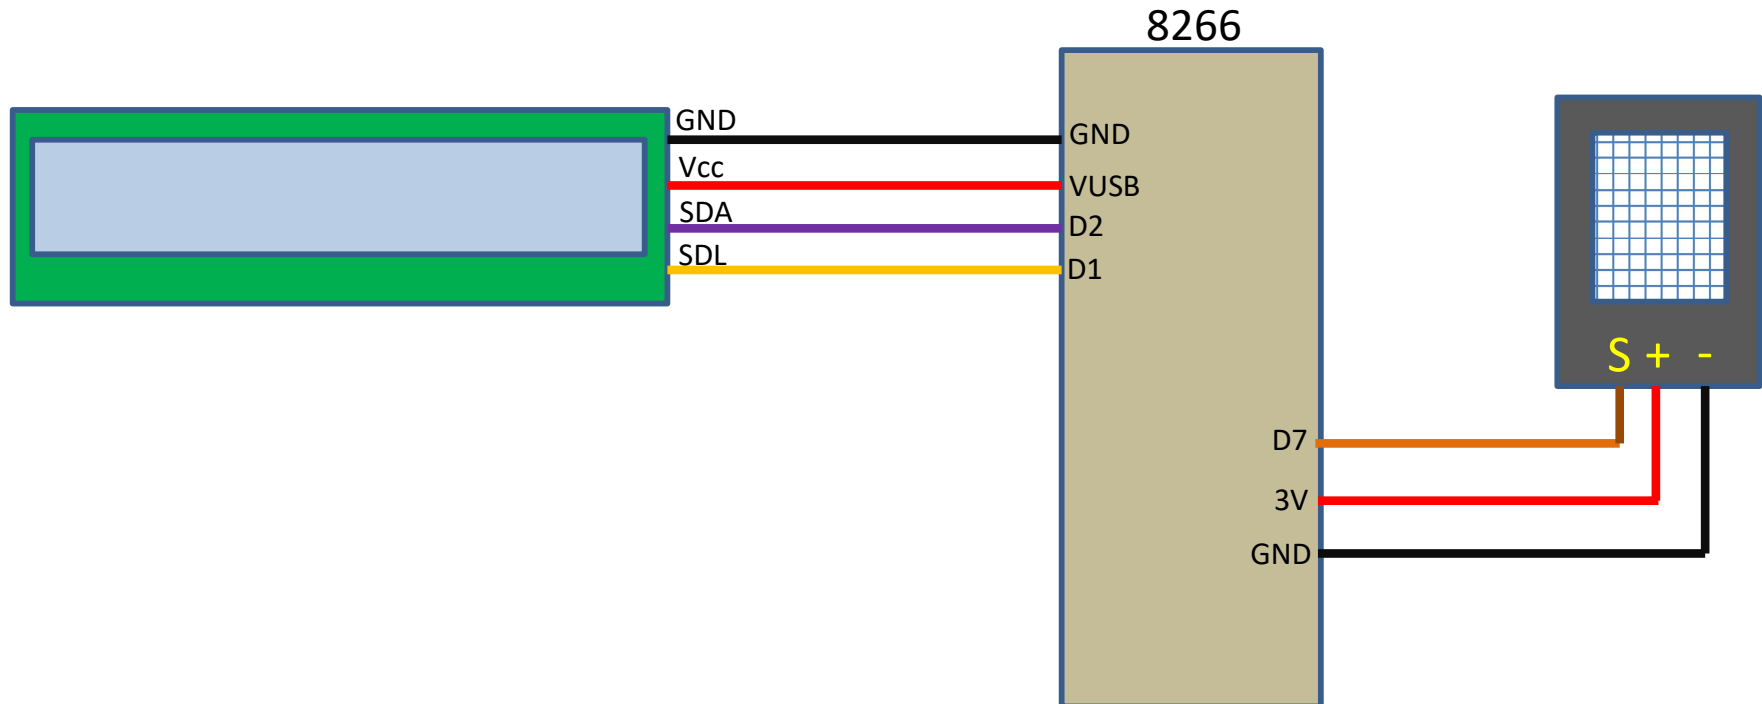 8266
GND
Vcc
SDA
SDL
GND
VUSB
D2
D1
D7
3V
GND
S + -